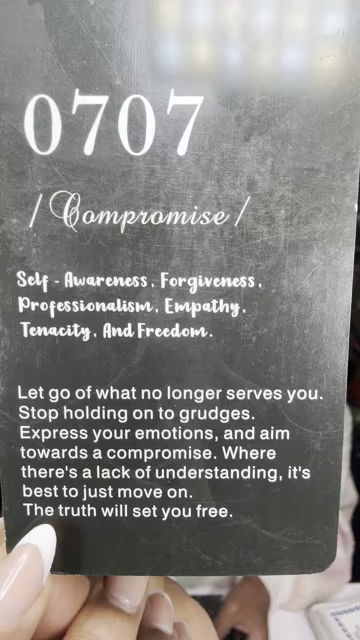 0707
/Compromise/
Self-Awareness, Forgiveness,
Professionalism, Empathy,
Tenacity, And Freedom.
Let go of what no longer serves you.
Stop holding on to grudges.
Express your emotions, and aim
towards a compromise. Where
there's a lack of understanding, it's
best to just move on.
The truth will set you free.